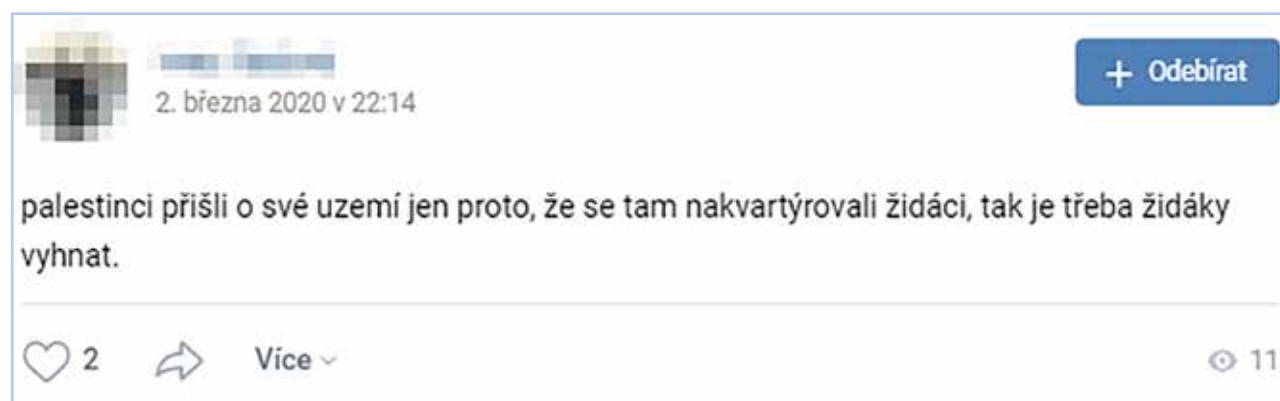 + Odebírat
2. března 2020 v 22:14
palestinci přišli o své uzemí jen proto, že se tam nakvartýrovali židáci, tak je třeba židáky
vyhnat.
2 Více 11